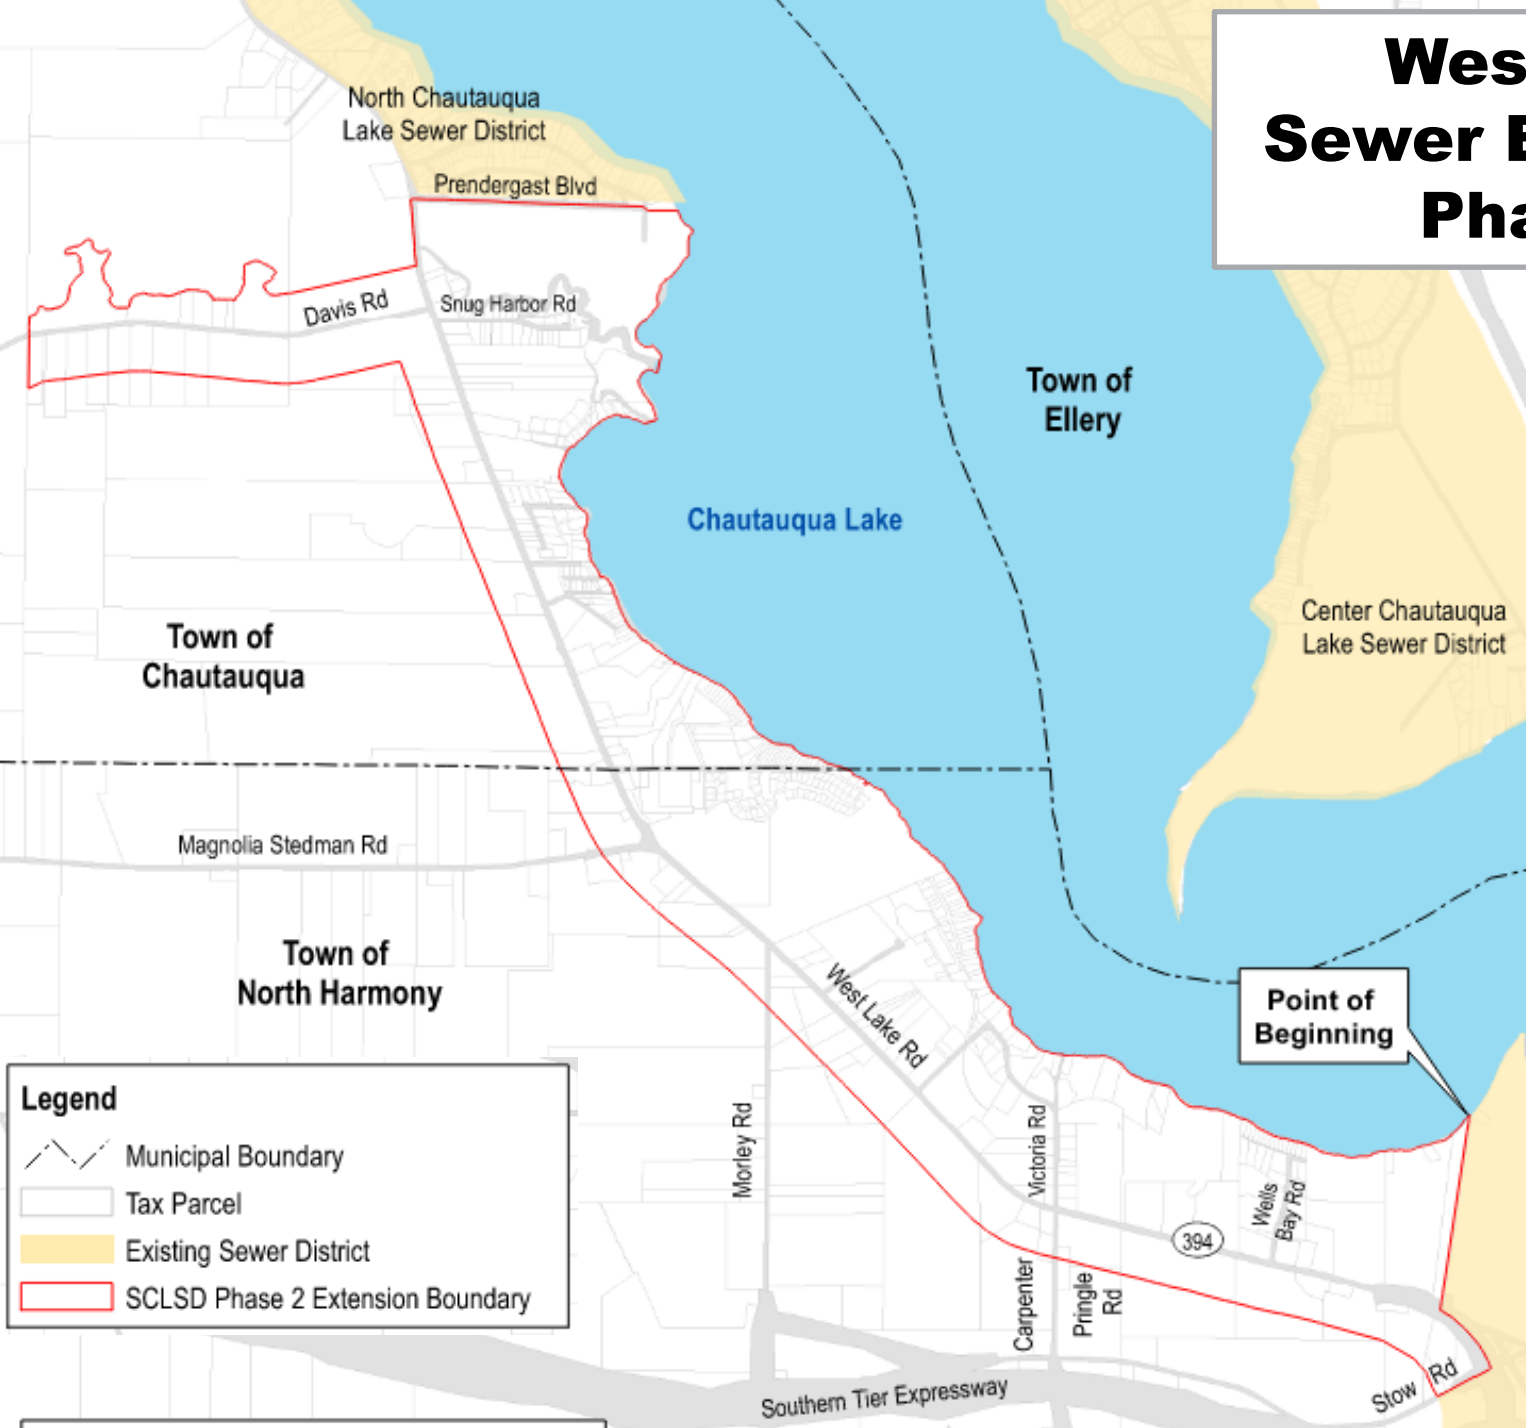 Wes
Sewer E
Pha
North Chautauqua
Lake Sewer District
Prendergast Blvd
Davis Rd
Snug Harbor Rd
Town of
Ellery
Chautauqua Lake
Center Chautauqua
Lake Sewer District
Town of
Chautauqua
Magnolia Stedman Rd
Town of
North Harmony
West Lake Rd
Point of
Beginning
Morley Rd
Victoria Rd
Wells
Bay Rd
394
Carpenter
Pringle
Rd
Stow Rd
Southern Tier Expressway
Legend
Municipal Boundary
Tax Parcel
Existing Sewer District
SCLSD Phase 2 Extension Boundary